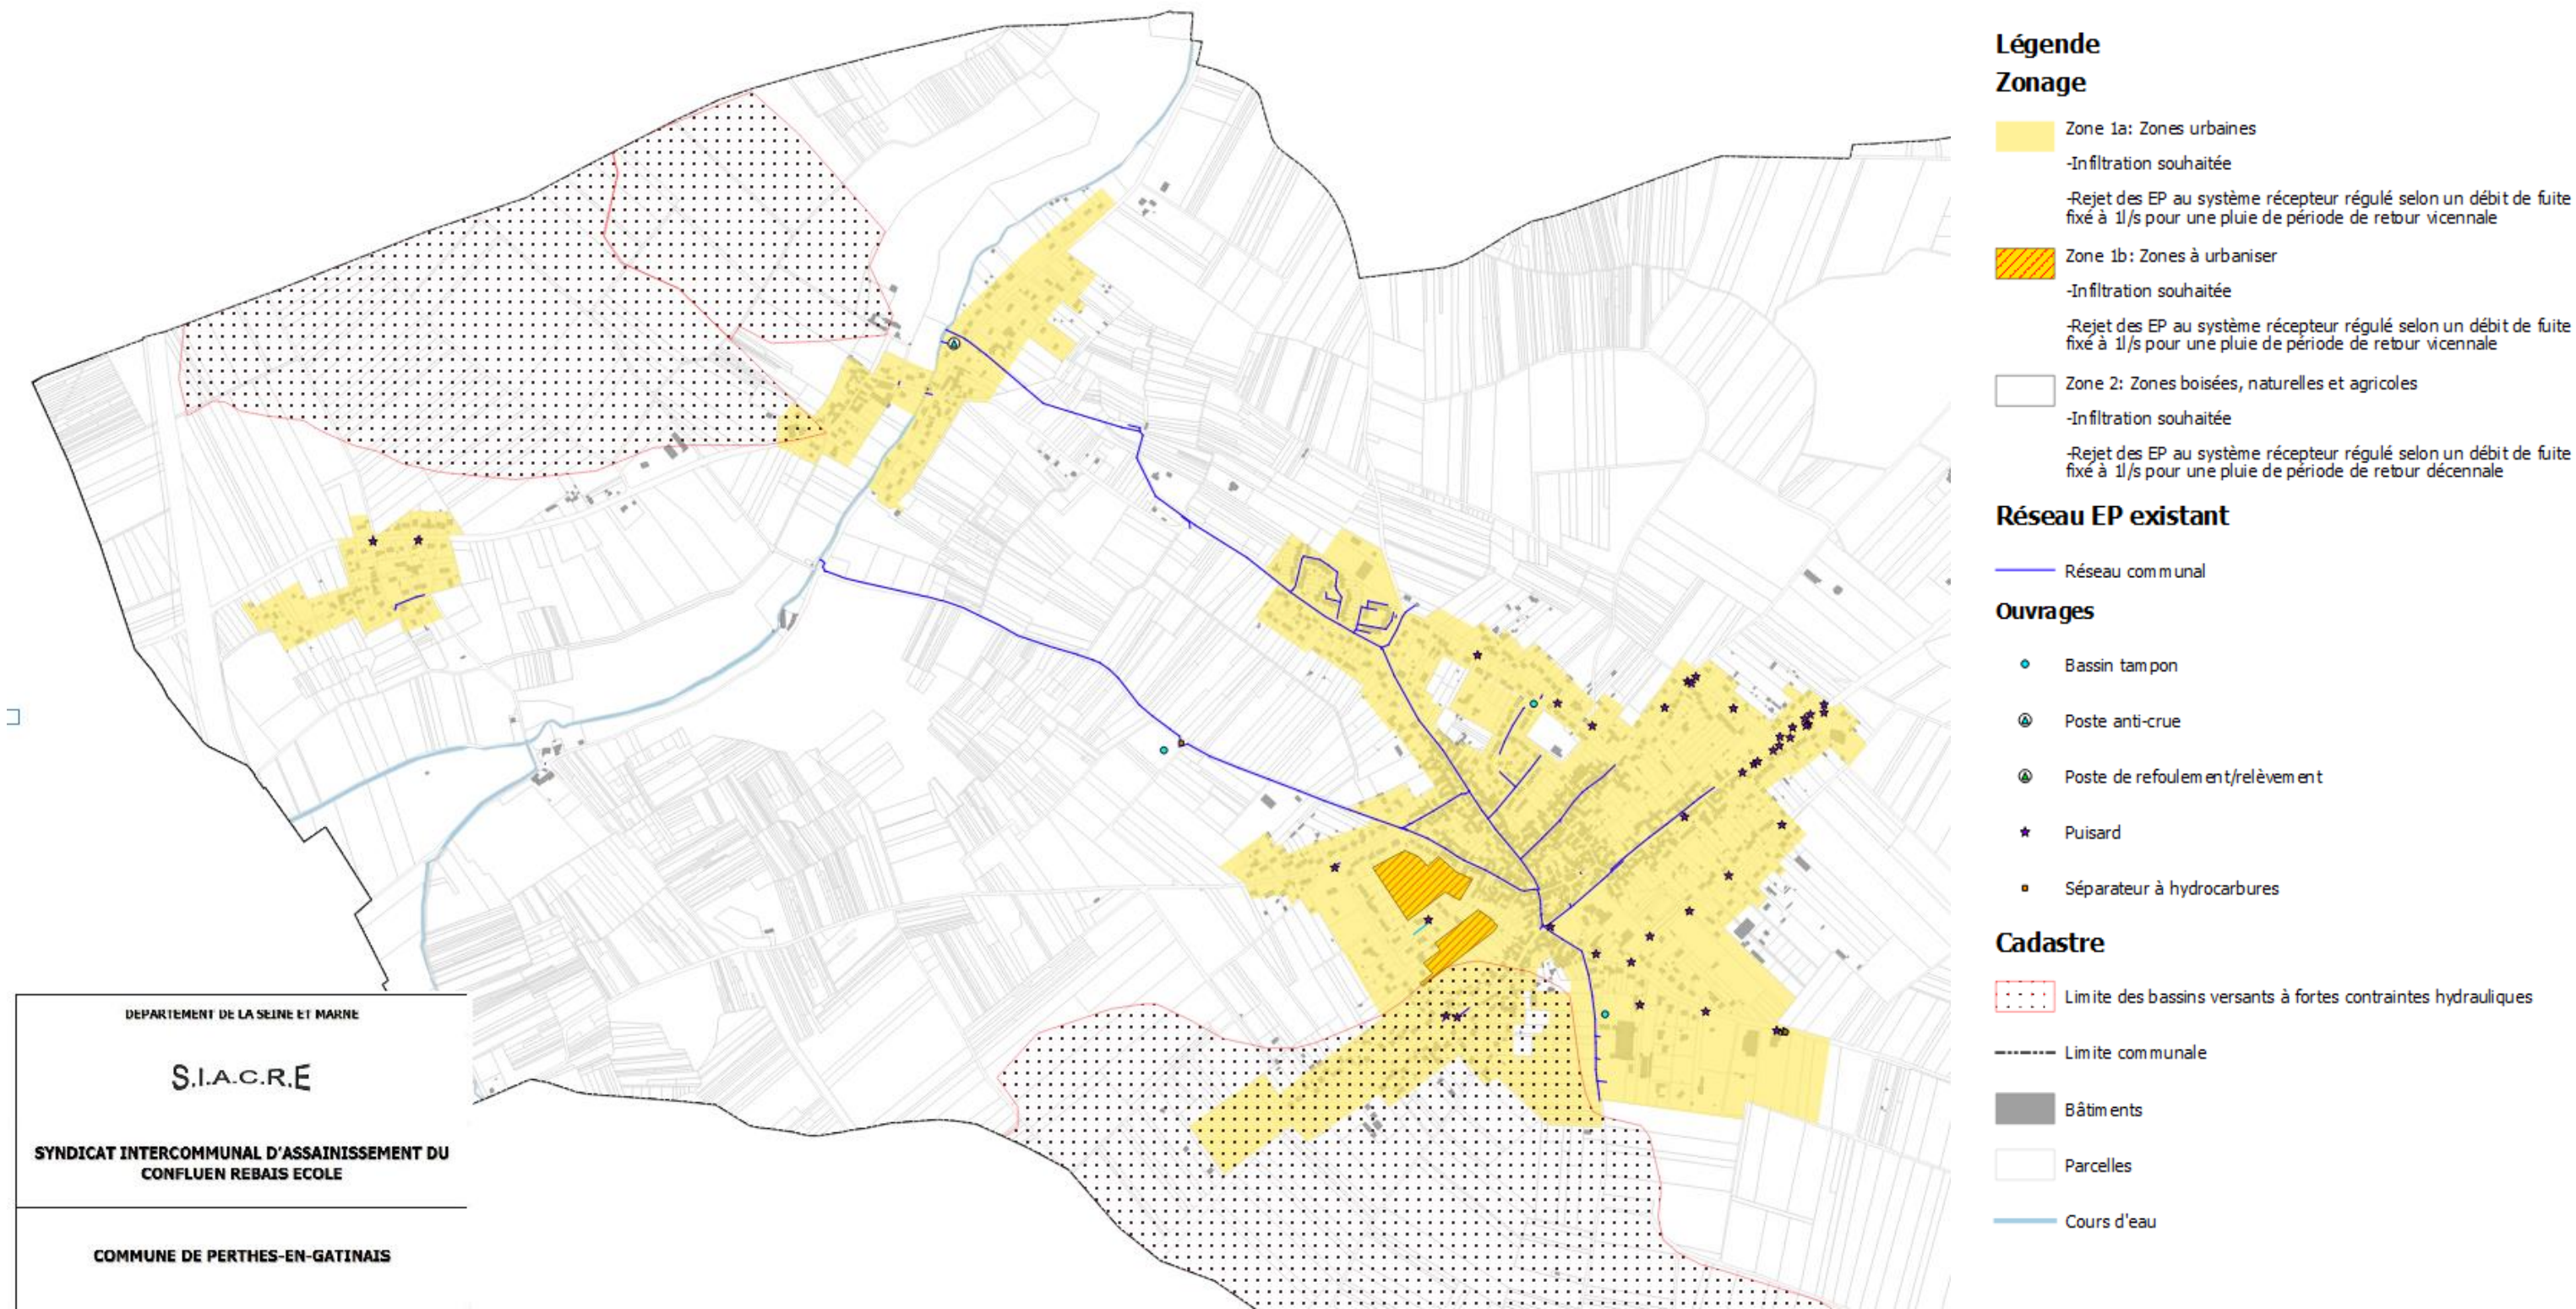 Légende
Zonage
Zone 1a: Zones urbaines
-Infiltration souhaitée
-Rejet des EP au système récepteur régulé selon un débit de fuite
fixé à 1l/s pour une pluie de période de retour vicennale
Zone 1b: Zones à urbaniser
-Infiltration souhaitée
-Rejet des EP au système récepteur régulé selon un débit de fuite
fixé à 1l/s pour une pluie de période de retour vicennale
Zone 2: Zones boisées, naturelles et agricoles
-Infiltration souhaitée
-Rejet des EP au système récepteur régulé selon un débit de fuite
fixé à 1l/s pour une pluie de période de retour décennale
Réseau EP existant
Réseau communal
Ouvrages
Bassin tampon
Poste anti-crue
Poste de refoulement/relèvement
Puisard
Séparateur à hydrocarbures
Cadastre
Limite des bassins versants à fortes contraintes hydrauliques
Limite communale
Bâtiments
Parcelles
Cours d'eau
DEPARTEMENT DE LA SEINE ET MARNE
S.I.A.C.R.E
SYNDICAT INTERCOMMUNAL D'ASSAINISSEMENT DU
CONFLUEN REBAIS ECOLE
COMMUNE DE PERTHES-EN-GATINAIS